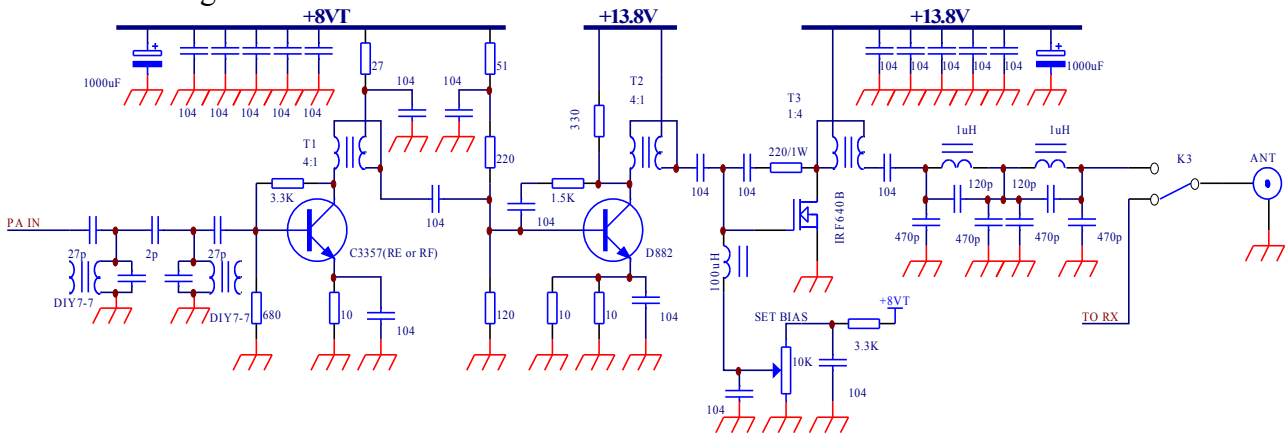 +8VT
+13.8V
+13.8V
1000uF
104
104
104
104
104
27
104
104
51
T1
4:1
220
3.3K
104
PA IN
27p
2p
27p
DIY7-7
DIY7-7
680
C3357(RE or RF)
10
104
120
330
T2
4:1
1.5K
104
D882
10
10
104
104
104
220/1W
T3
1:4
IRF640B
100uH
104
SET BIAS
10K
104
3.3K
+8VT
104
104
104
104
104
104
1000uF
104
1uH
1uH
120p
120p
470p
470p
470p
470p
K3
ANT
TO RX